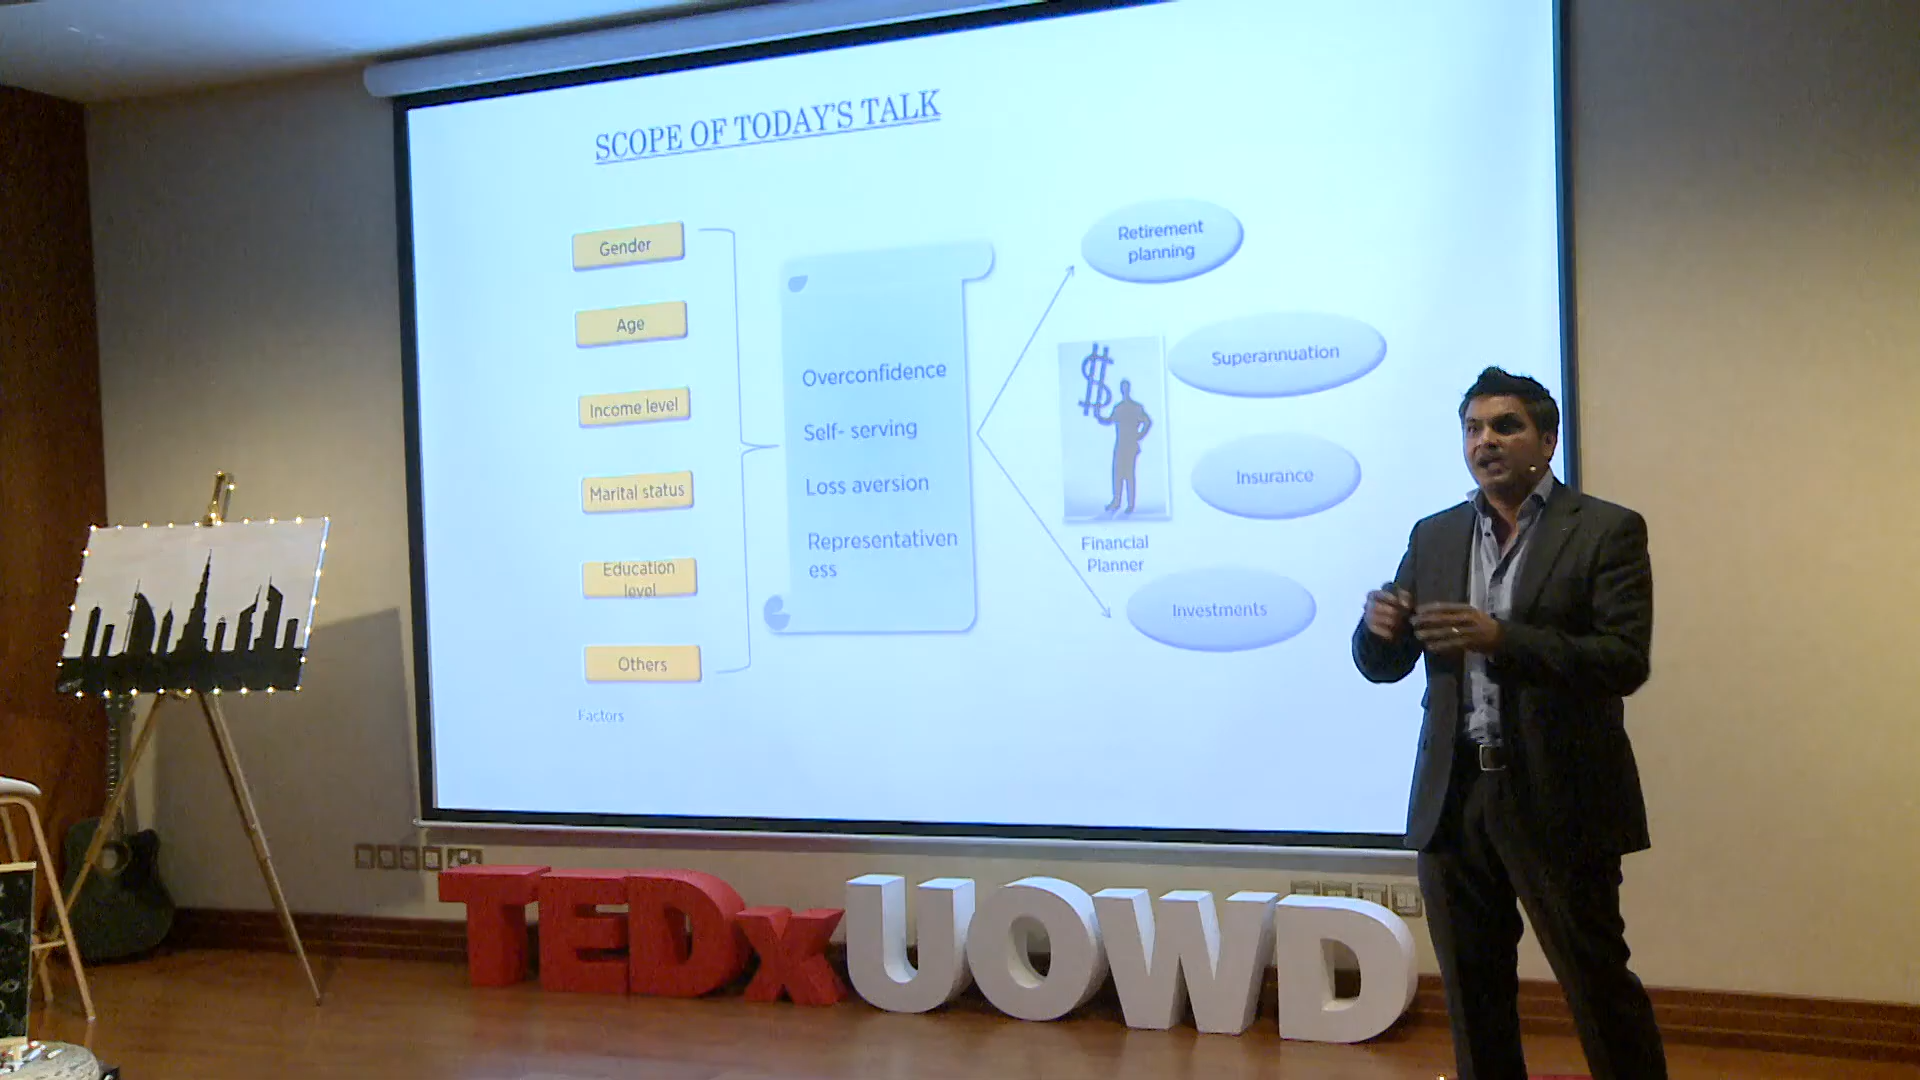 SCOPE OF TODAY'S TALK
Gender
Age
Income level
Marital status
Education
level
Others
Factors
Overconfidence
Self- serving
Loss aversion
Representativen
ess
Retirement
planning
Superannuation
Insurance
Financial
Planner
Investments
TEDxUOWD